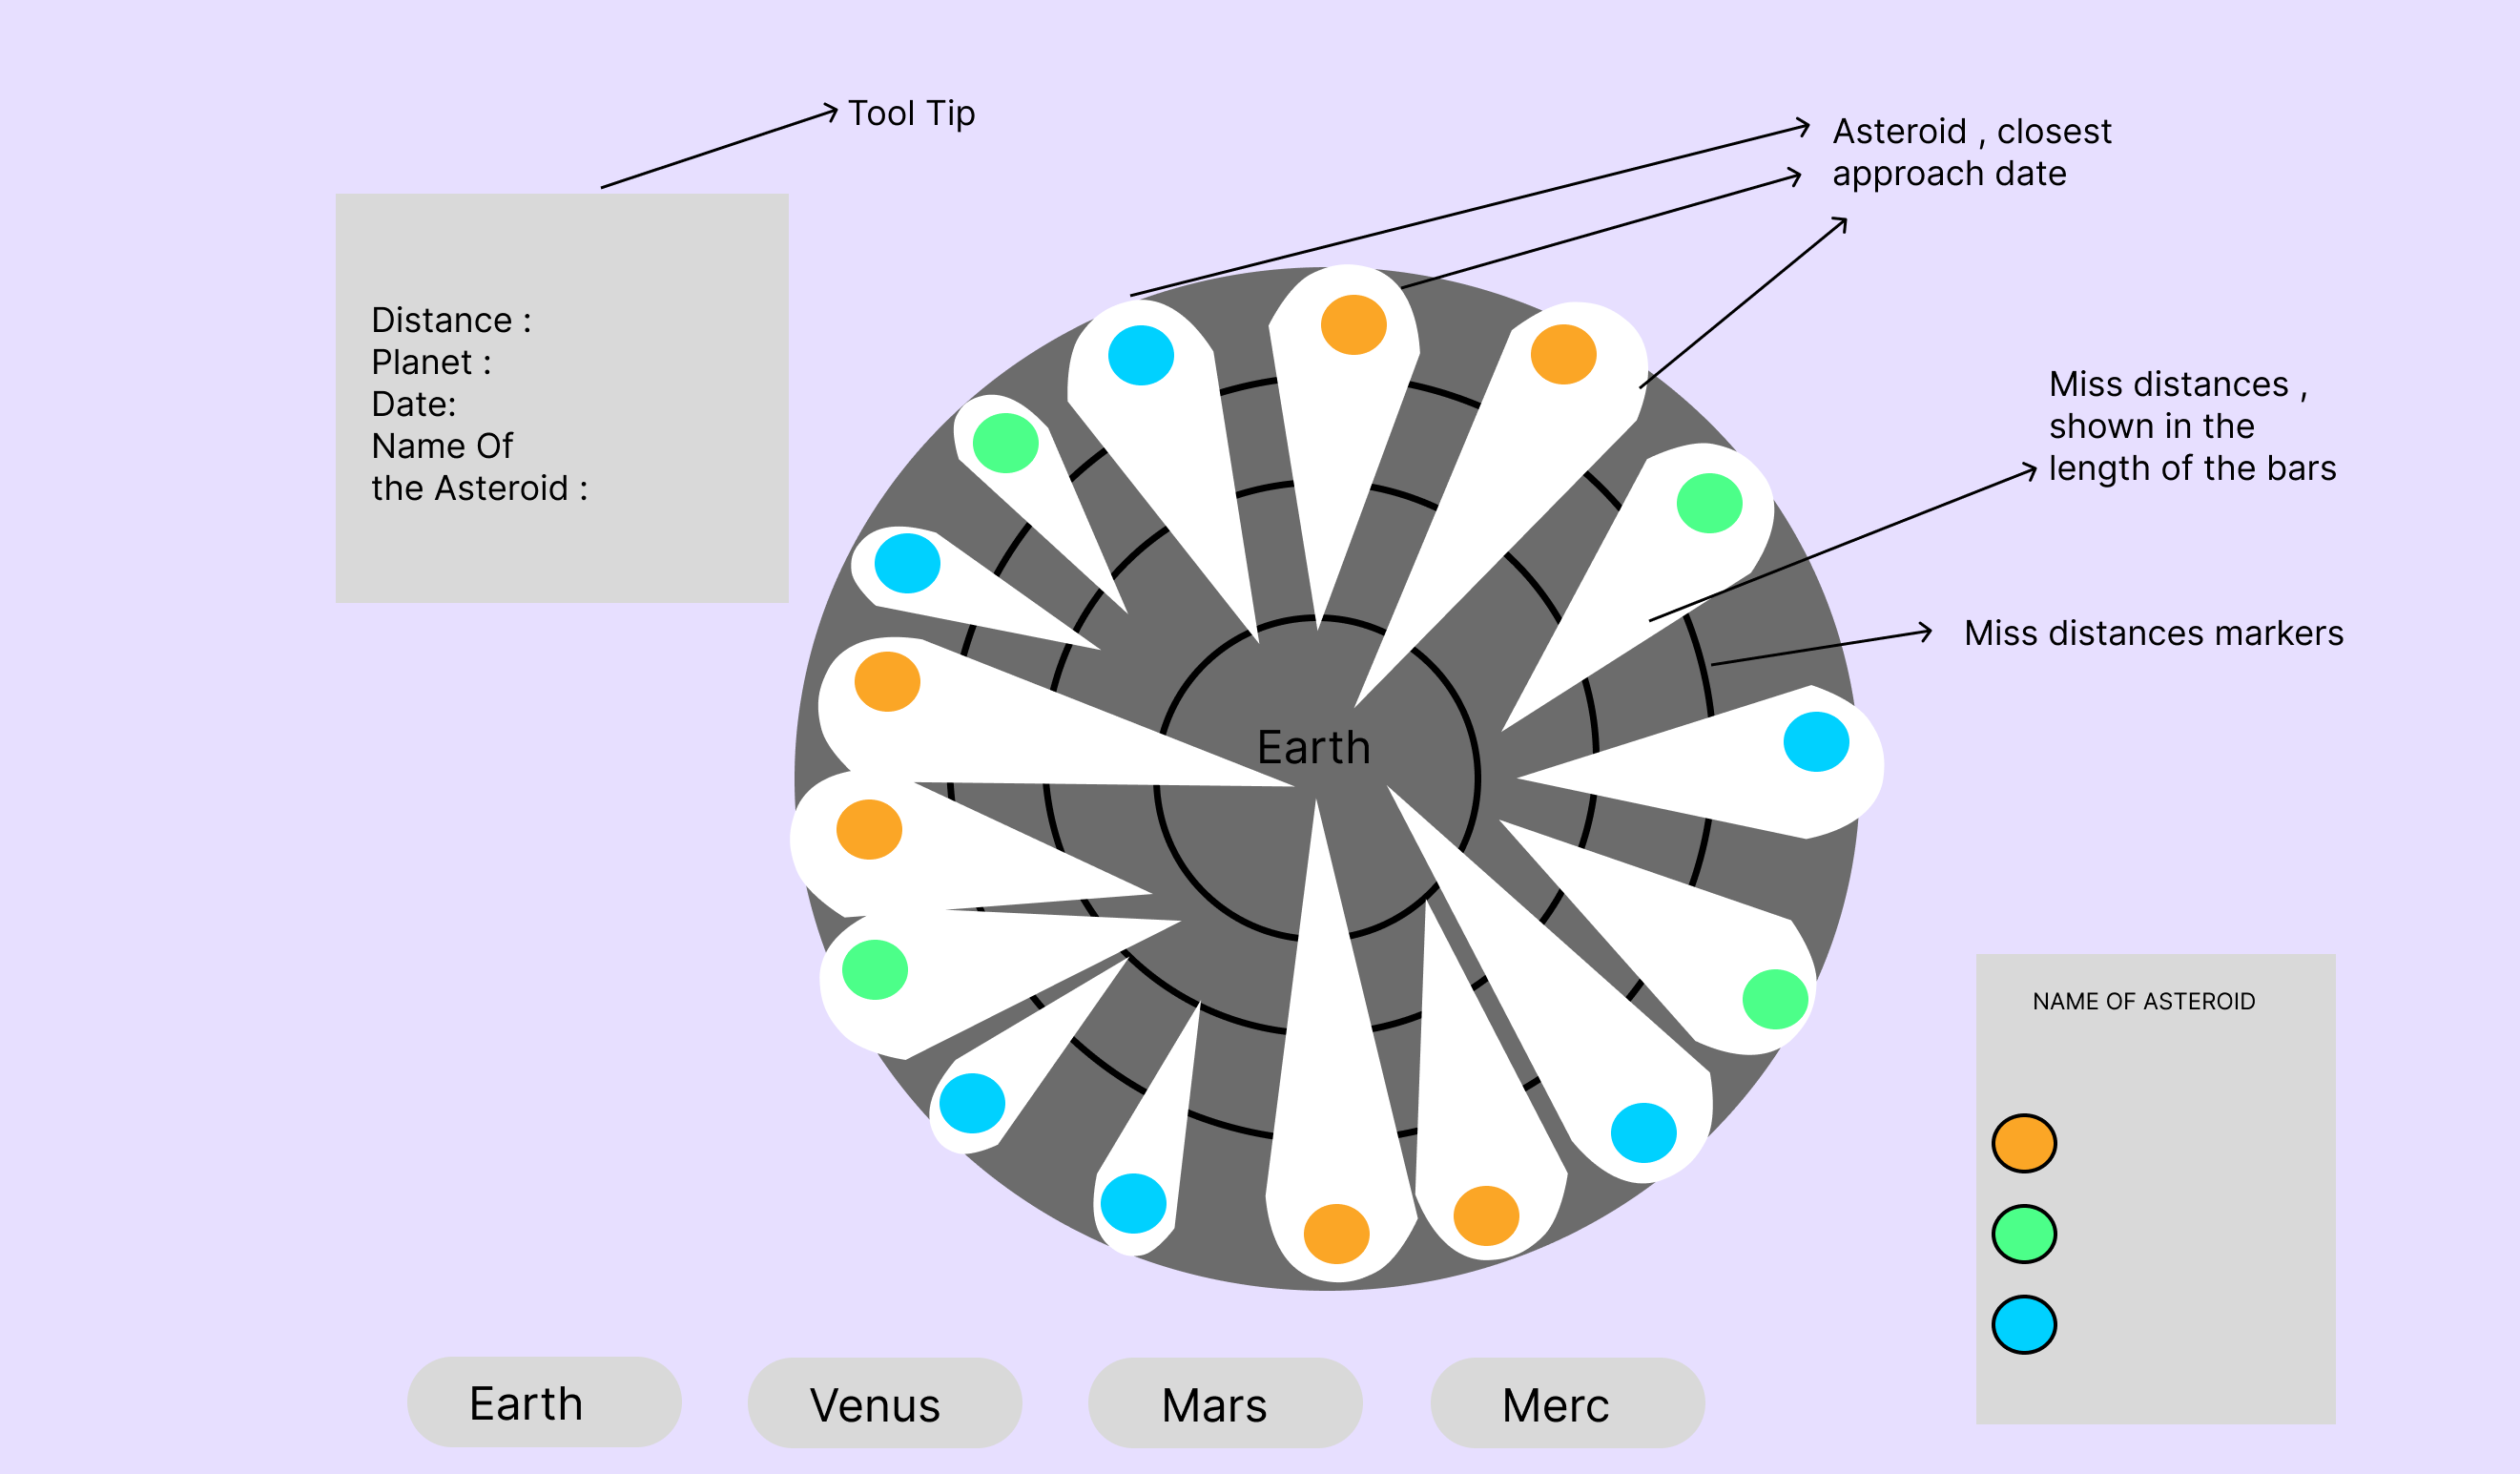 Tool Tip
Asteroid , closest
approach date
Distance :
Planet :
Date:
Name Of
the Asteroid :
Miss distances ,
shown in the
length of the bars
Miss distances markers
Earth
NAME OF ASTEROID
Earth
Venus
Mars
Merc